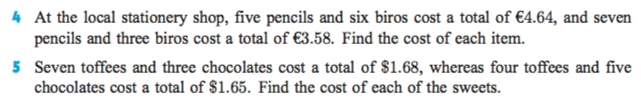 4 At the local stationery shop, five pencils and six biros cost a total of €4.64, and seven
pencils and three biros cost a total of €3.58. Find the cost of each item.
5 Seven toffees and three chocolates cost a total of $1.68, whereas four toffees and five
chocolates cost a total of $1.65. Find the cost of each of the sweets.